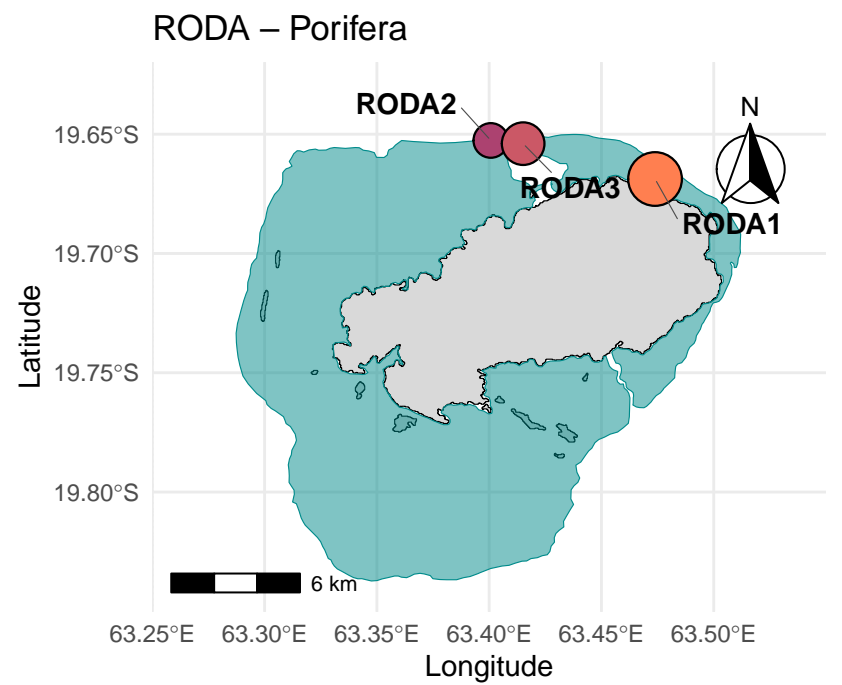 RODA – Porifera
N
RODA2
19.65°S
RODA3
RODA1
19.70°S
Latitude
19.75°S
19.80°S
6 km
63.25°E 63.30°E 63.35°E 63.40°E 63.45°E 63.50°E
Longitude